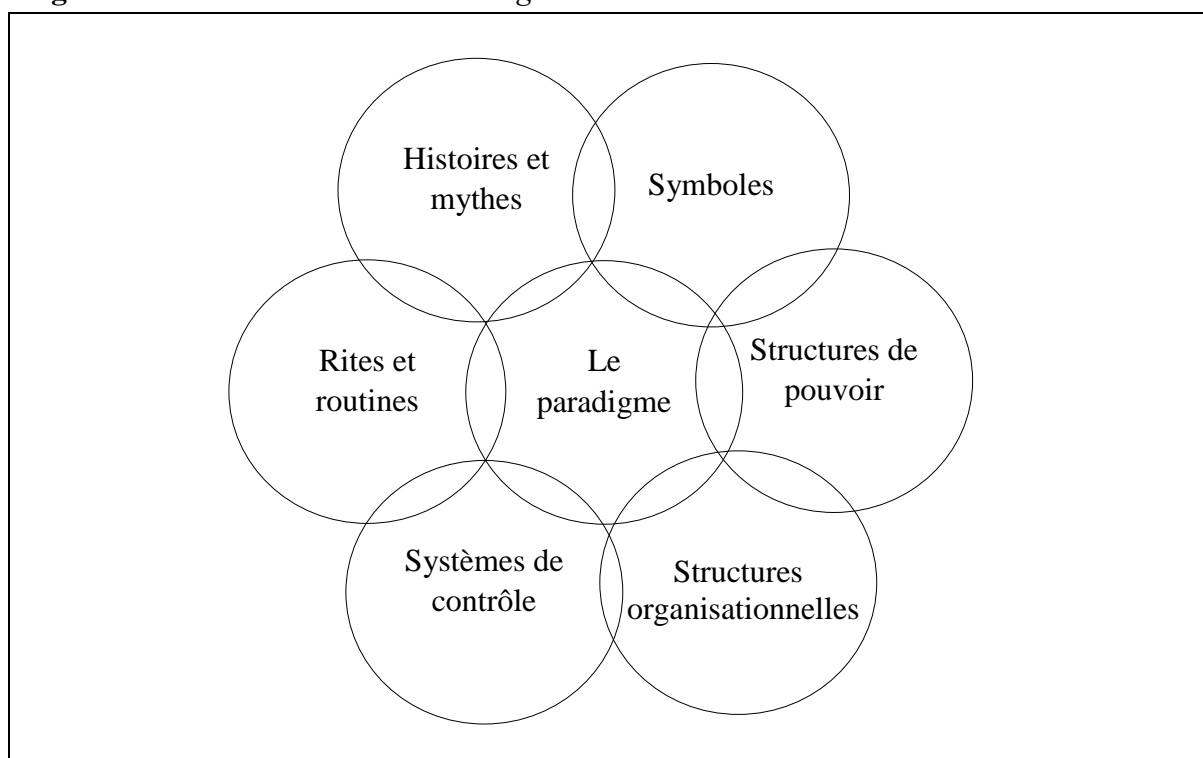 Histoires et
mythes
Symboles
Rites et
routines
Le
paradigme
Structures de
pouvoir
Systèmes de
contrôle
Structures
organisationnelles